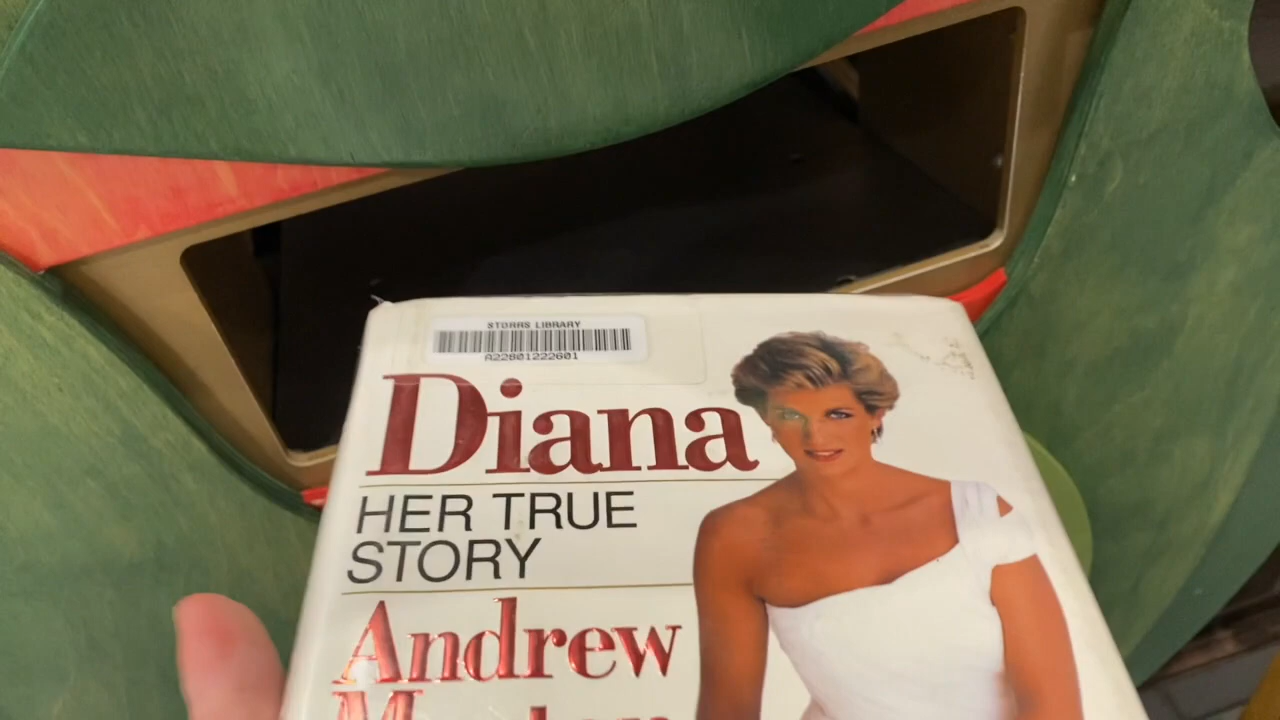 STORRS LIBRARY
A22801222601
Diana
HER TRUE
STORY
Andrew